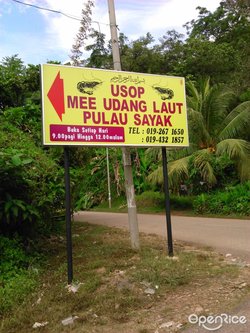 USOP
MEE UDANG LAUT
PULAU SAYAK
Buka Setiap Hari
9.00pagi Hingga 12.00malam
TEL : 019-267 1650
: 019-432 1857
OpenRice